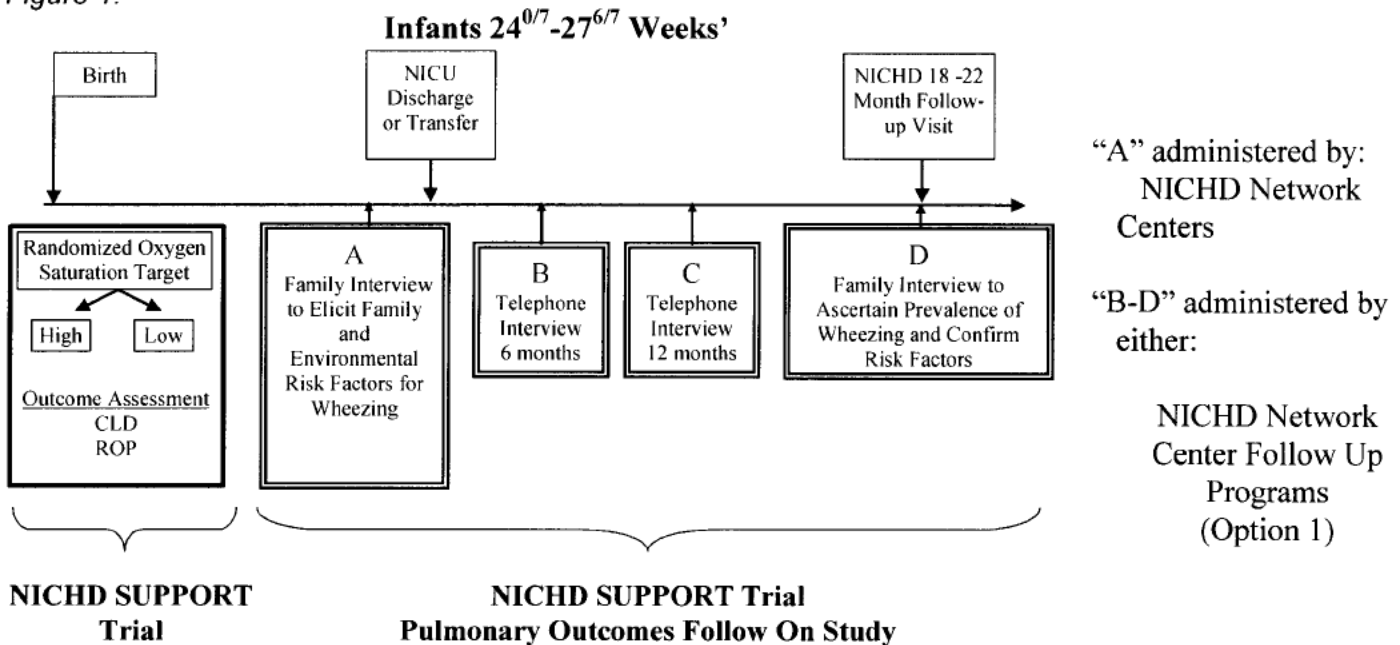 Figure 1.
Infants 24^0/7-27^6/7 Weeks’
Birth
NICU
Discharge
or Transfer
NICHD 18 -22
Month Follow-
up Visit
Randomized Oxygen
Saturation Target
High
Low
Outcome Assessment
CLD
ROP
A
Family Interview
to Elicit Family
and
Environmental
Risk Factors for
Wheezing
B
Telephone
Interview
6 months
C
Telephone
Interview
12 months
D
Family Interview to
Ascertain Prevalence of
Wheezing and Confirm
Risk Factors
“A” administered by:
NICHD Network
Centers
“B-D” administered by
either:
NICHD Network
Center Follow Up
Programs
(Option 1)
NICHD SUPPORT
Trial
NICHD SUPPORT Trial
Pulmonary Outcomes Follow On Study